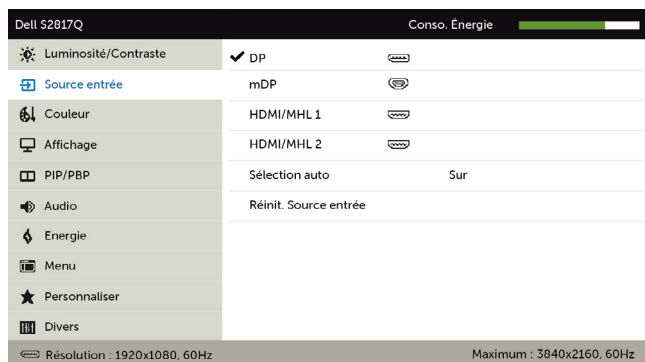 Dell S2817Q Conso. Énergie
Luminosité/Contraste DP
Source entrée mDP
Couleur HDMI/MHL 1
Affichage HDMI/MHL 2
PIP/PBP Sélection auto Sur
Audio Réinit. Source entrée
Energie
Menu
Personnaliser
Divers
Résolution : 1920x1080, 60Hz Maximum : 3840x2160, 60Hz